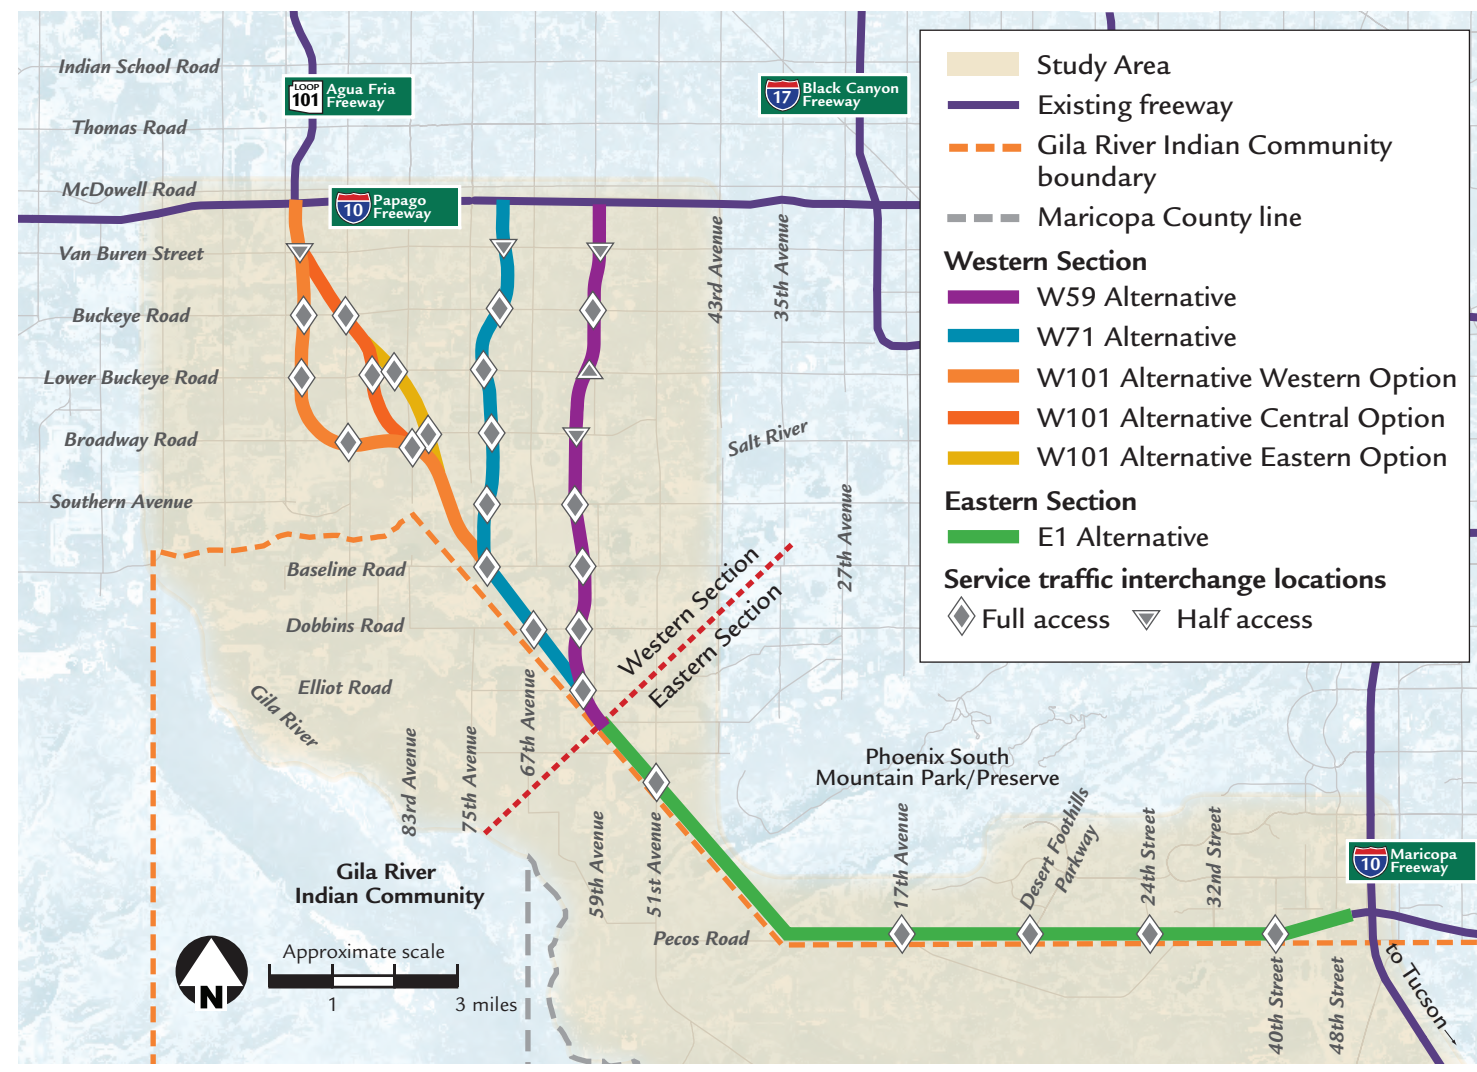 Indian School Road
Thomas Road
McDowell Road
Van Buren Street
Buckeye Road
Lower Buckeye Road
Broadway Road
Southern Avenue
Baseline Road
Dobbins Road
Elliot Road
Gila River
LOOP
101
Agua Fria
Freeway
17
Black Canyon
Freeway
10
Papago
Freeway
43rd Avenue
35th Avenue
Salt River
27th Avenue
Western Section
Eastern Section
83rd Avenue
75th Avenue
67th Avenue
59th Avenue
51st Avenue
Phoenix South
Mountain Park/Preserve
17th Avenue
Desert Foothills
Parkway
24th Street
32nd Street
10
Maricopa
Freeway
Gila River
Indian Community
Pecos Road
40th Street
48th Street
to Tucson
N
Approximate scale
1
3 miles
Study Area
Existing freeway
Gila River Indian Community
boundary
Maricopa County line
Western Section
W59 Alternative
W71 Alternative
W101 Alternative Western Option
W101 Alternative Central Option
W101 Alternative Eastern Option
Eastern Section
E1 Alternative
Service traffic interchange locations
Full access
Half access